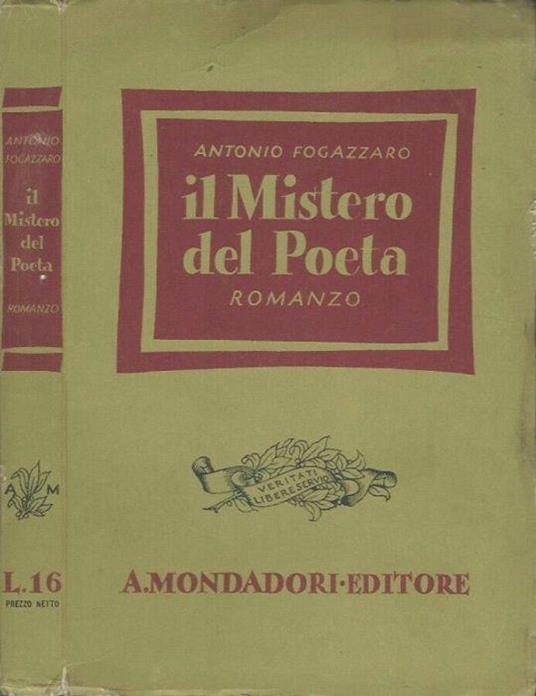 ANTONIO
FOGAZZARO
il
Mistero
del
Poeta
ROMANZO
A M
L.16
PREZZO NETTO
ANTONIO FOGAZZARO
il Mistero
del Poeta
ROMANZO
VERITATI
LIBERE SERVIO
A.MONDADORI·EDITORE